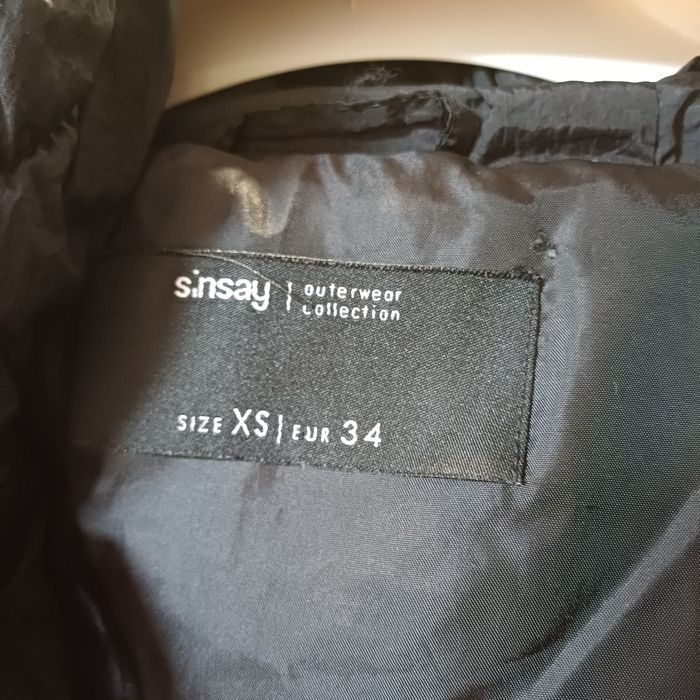 sinsay | outerwear
collection
SIZE XS | EUR 34